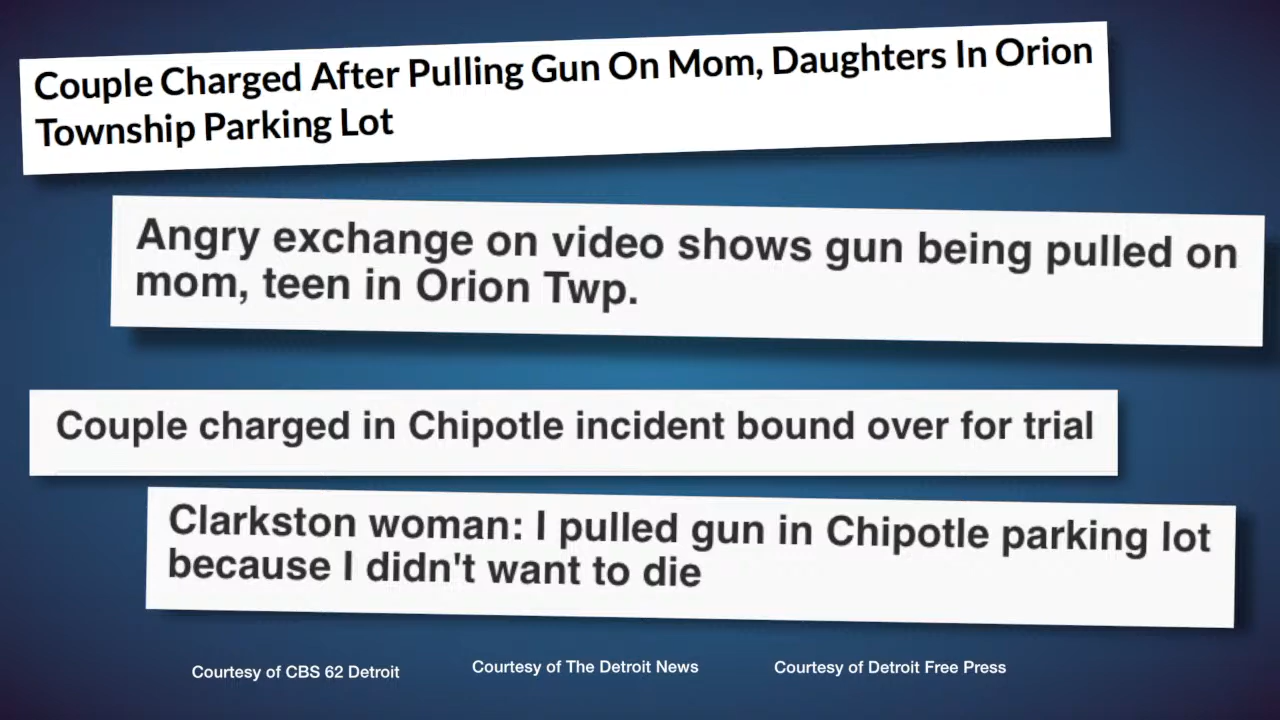 Couple Charged After Pulling Gun On Mom, Daughters In Orion
Township Parking Lot
Angry exchange on video shows gun being pulled on
mom, teen in Orion Twp.
Couple charged in Chipotle incident bound over for trial
Clarkston woman: I pulled gun in Chipotle parking lot
because I didn't want to die
Courtesy of CBS 62 Detroit
Courtesy of The Detroit News
Courtesy of Detroit Free Press